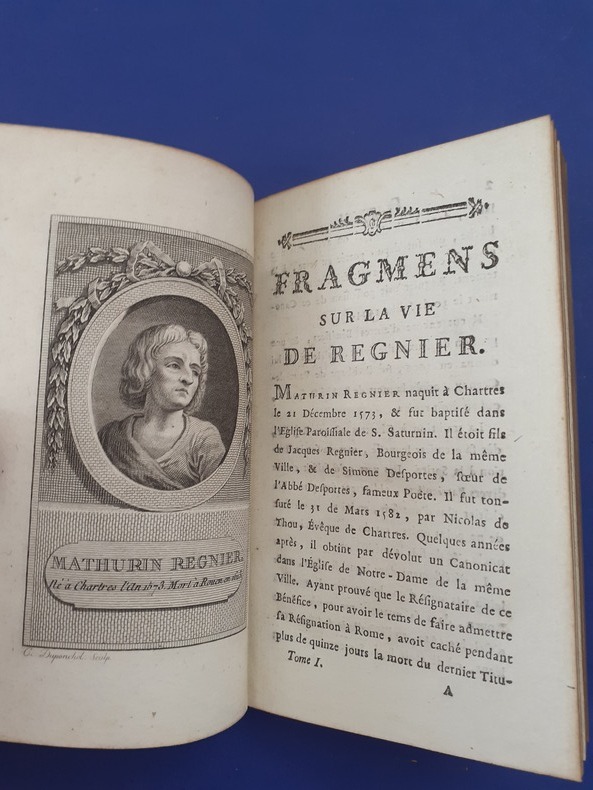 MATHURIN REGNIER,
Né à Chartres l'An 1673. Mort à Rouen en
C. Duponchel Sculp.
FRAGMENS
SUR LA VIE
DE REGNIER.
MATURIN REGNIER naquit à Chartres
le 21 Décembre 1573, & fut baptisé dans
l'Eglise Paroissiale de S. Saturnin. Il étoit fils
de Jacques Regnier, Bourgeois de la même
Ville, & de Simone Desportes, sœur de
l'Abbé Desportes, fameux Poëte. Il fut ton-
suré le 31 de Mars 1582, par Nicolas de
Thou, Evêque de Chartres. Quelques années
après, il obtint par dévolut un Canonicat
dans l'Église de Notre-Dame de la même
Ville. Ayant prouvé que le Résignataire de ce
Bénéfice, pour avoir le tems de faire admettre
sa Résignation à Rome, avoit caché pendant
plus de quinze jours la mort du dernier Titu-
Tome I.
A